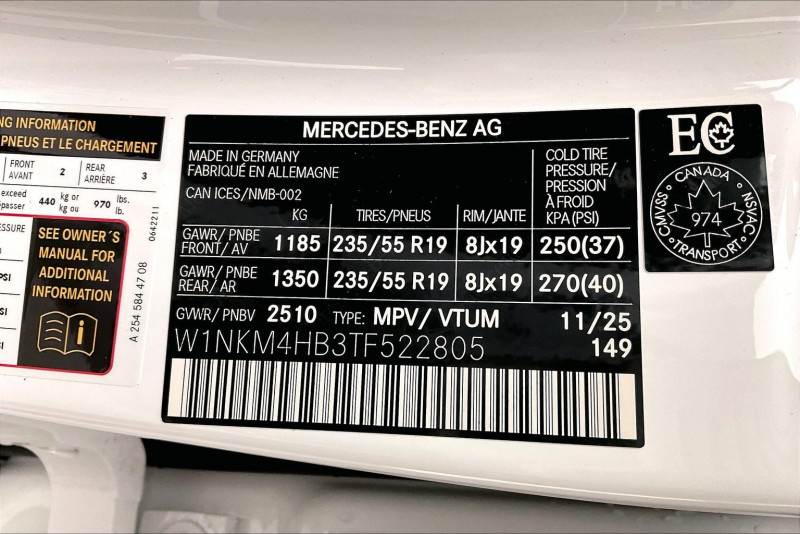 NG INFORMATION
PNEUS ET LE CHARGEMENT
FRONT
AVANT 2
REAR
ARRIÈRE 3
exceed
passer 440 kg or
kg ou 970 lbs.
lb.
SSURE
PSI
PSI
SI
SEE OWNER´S
MANUAL FOR
ADDITIONAL
INFORMATION
i
0642211
A 254 584 47 08
MERCEDES-BENZ AG
MADE IN GERMANY
FABRIQUÉ EN ALLEMAGNE
CAN ICES/NMB-002
COLD TIRE
PRESSURE/
PRESSION
À FROID
KPA (PSI)
KG TIRES/PNEUS RIM/JANTE
GAWR/ PNBE
FRONT/ AV 1185 235/55 R19 8Jx19 250(37)
GAWR/ PNBE
REAR/ AR 1350 235/55 R19 8Jx19 270(40)
GVWR/ PNBV 2510 TYPE: MPV/ VTUM 11/25
W1NKM4HB3TF522805 149
EC
CANADA
CMVSS 974 NSVAC
TRANSPORT